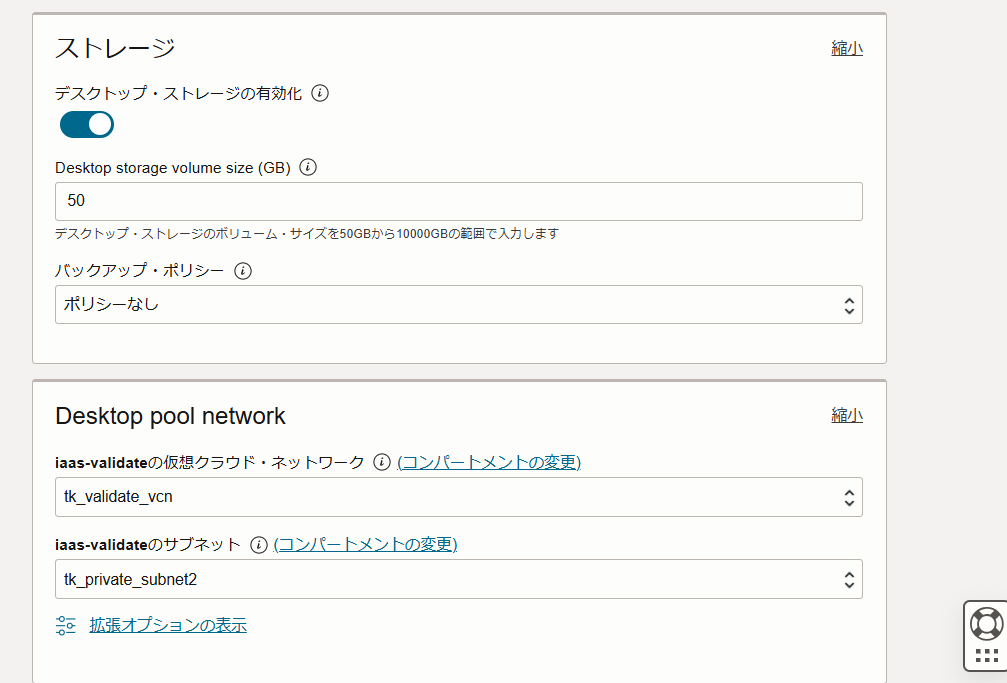 ストレージ
縮小
デスクトップ・ストレージの有効化
Desktop storage volume size (GB)
50
デスクトップ・ストレージのボリューム・サイズを50GBから10000GBの範囲で入力します
バックアップ・ポリシー
ポリシーなし
Desktop pool network
縮小
iaas-validateの仮想クラウド・ネットワーク (コンパートメントの変更)
tk_validate_vcn
iaas-validateのサブネット (コンパートメントの変更)
tk_private_subnet2
拡張オプションの表示